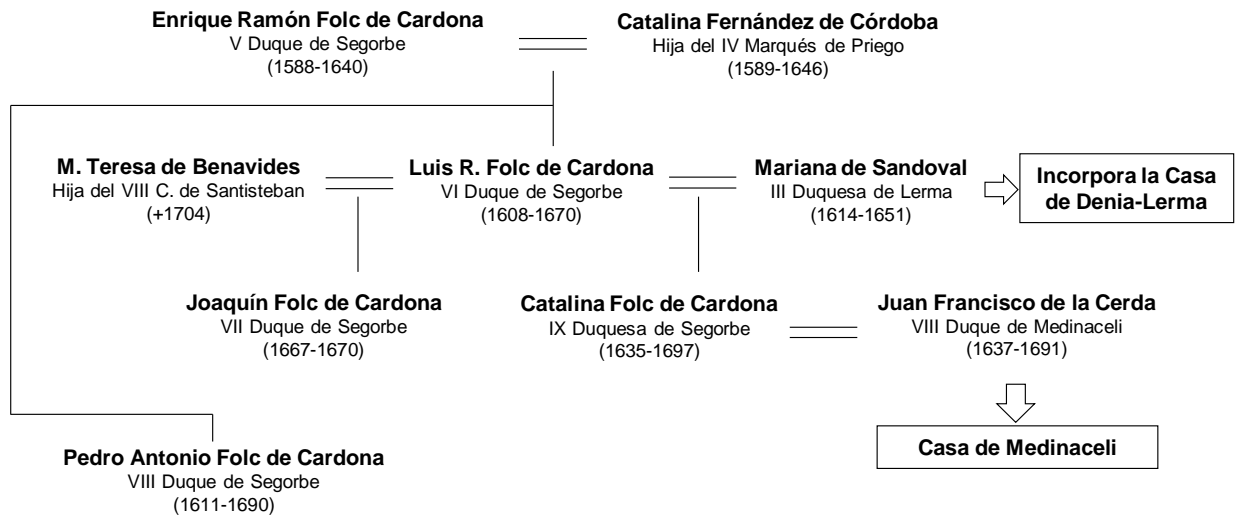 Enrique Ramón Folc de Cardona
V Duque de Segorbe
(1588-1640)
Catalina Fernández de Córdoba
Hija del IV Marqués de Priego
(1589-1646)
M. Teresa de Benavides
Hija del VIII C. de Santisteban
(+1704)
Luis R. Folc de Cardona
VI Duque de Segorbe
(1608-1670)
Mariana de Sandoval
III Duquesa de Lerma
(1614-1651)
Incorpora la Casa
de Denia-Lerma
Joaquín Folc de Cardona
VII Duque de Segorbe
(1667-1670)
Catalina Folc de Cardona
IX Duquesa de Segorbe
(1635-1697)
Juan Francisco de la Cerda
VIII Duque de Medinaceli
(1637-1691)
Casa de Medinaceli
Pedro Antonio Folc de Cardona
VIII Duque de Segorbe
(1611-1690)